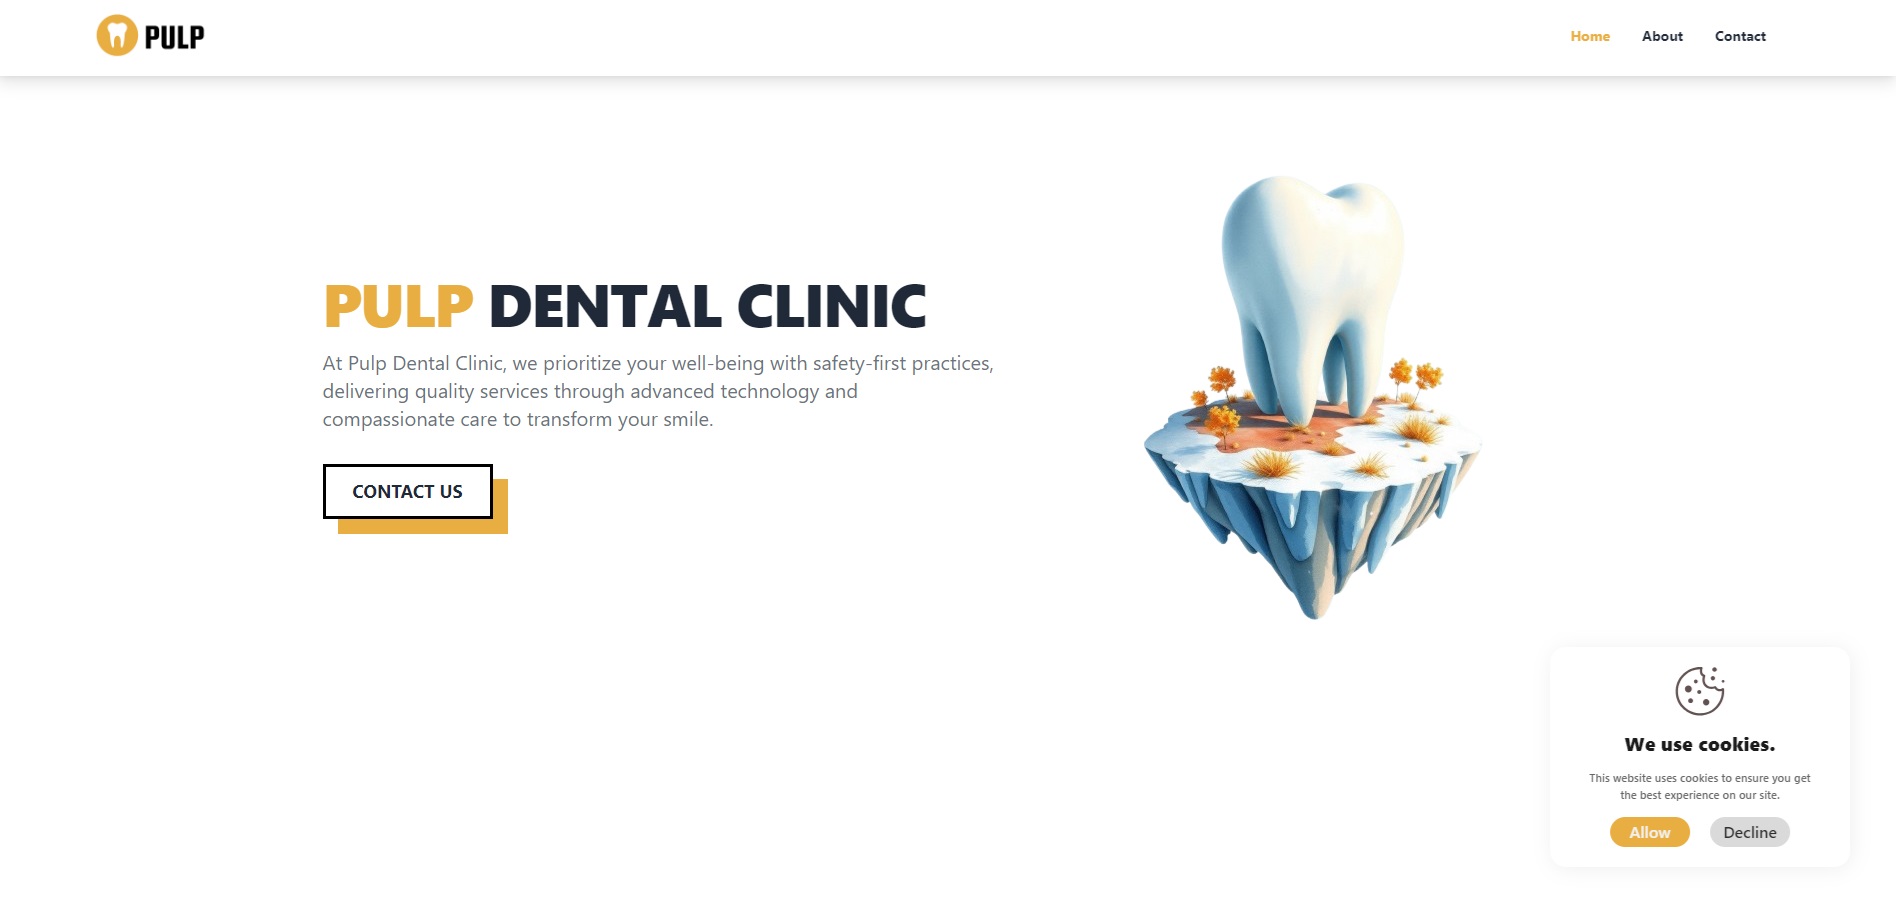 PULP
Home
About
Contact
PULP DENTAL CLINIC
At Pulp Dental Clinic, we prioritize your well-being with safety-first practices,
delivering quality services through advanced technology and
compassionate care to transform your smile.
CONTACT US
We use cookies.
This website uses cookies to ensure you get
the best experience on our site.
Allow
Decline